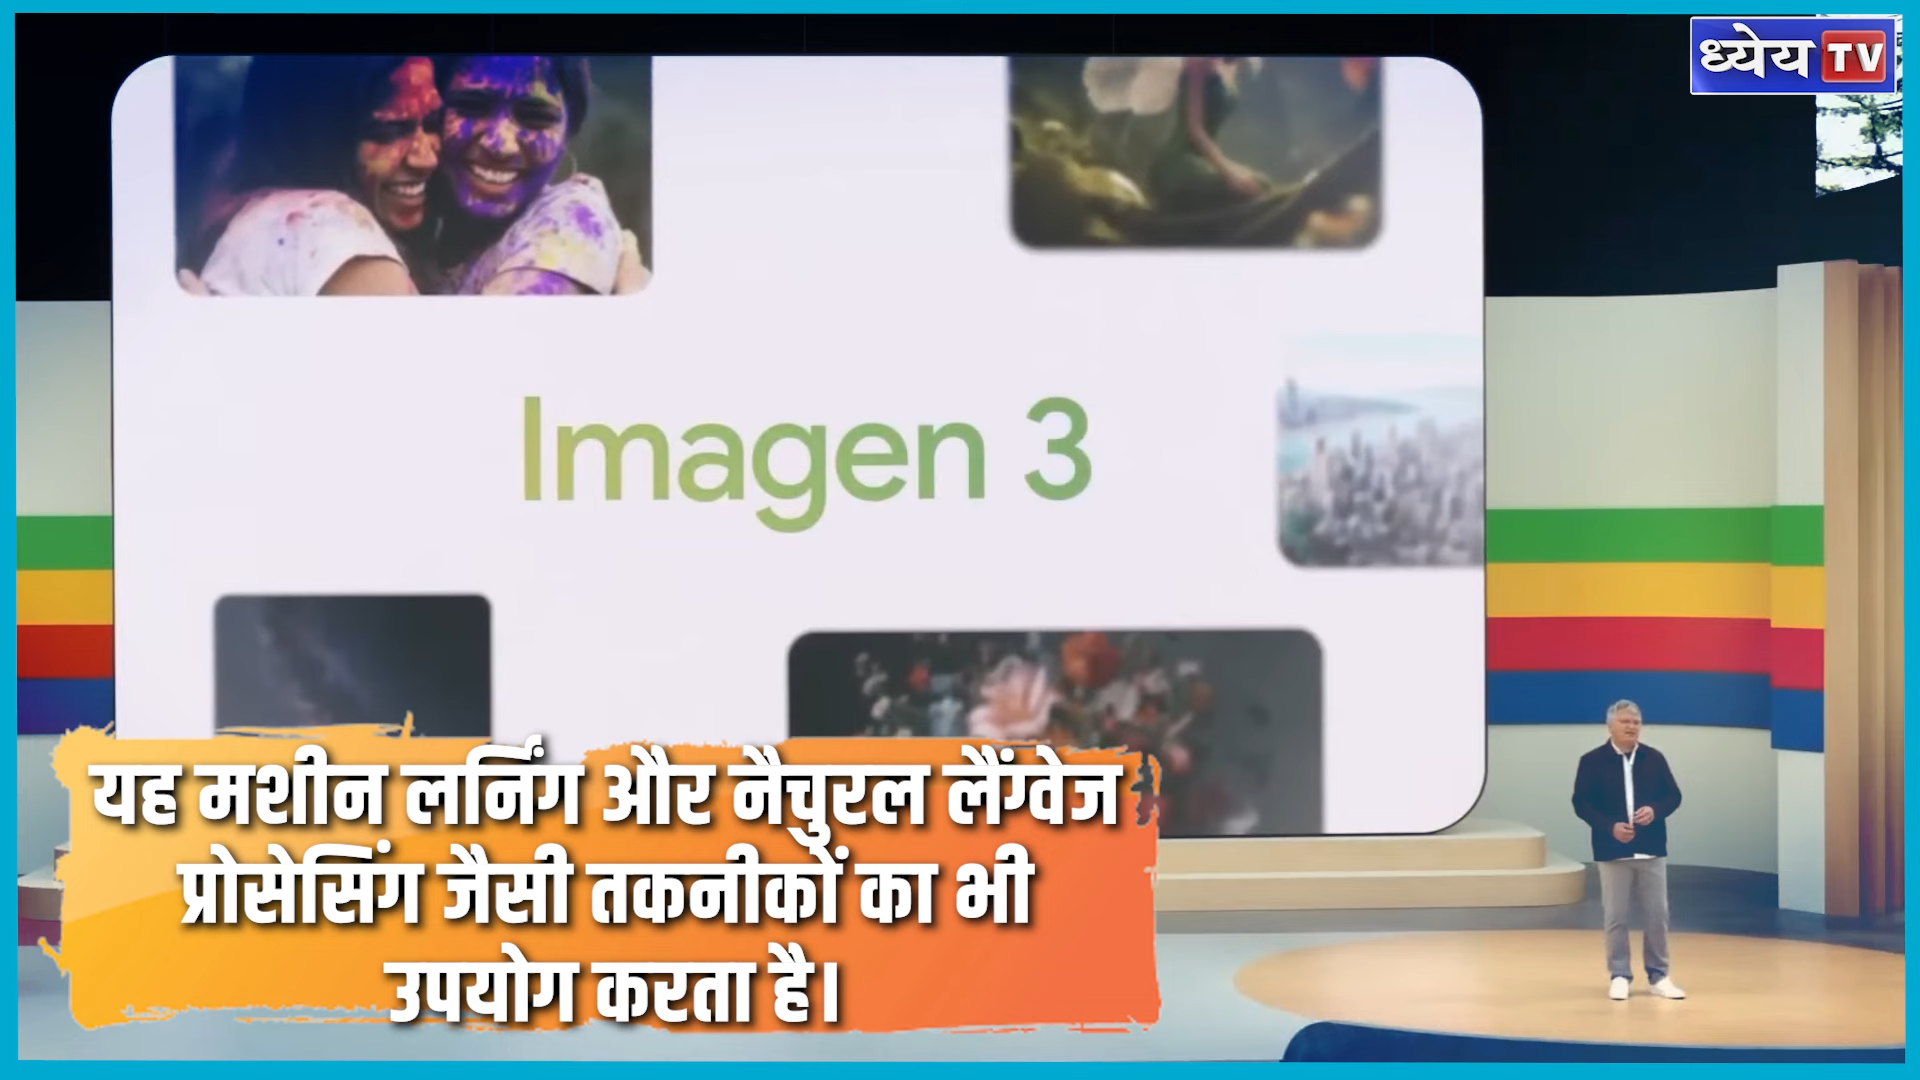 ध्येय TV
Imagen 3
यह मशीन लर्निंग और नैचुरल लैंग्वेज
प्रोसेसिंग जैसी तकनीकों का भी
उपयोग करता है।